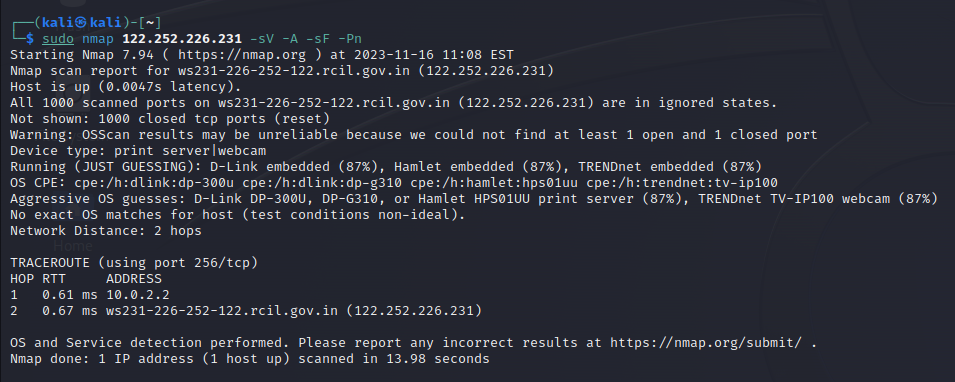 ┌──(kali㉿kali)-[~]
└─$ sudo nmap 122.252.226.231 -sV -A -sF -Pn
Starting Nmap 7.94 ( https://nmap.org ) at 2023-11-16 11:08 EST
Nmap scan report for ws231-226-252-122.rcil.gov.in (122.252.226.231)
Host is up (0.0047s latency).
All 1000 scanned ports on ws231-226-252-122.rcil.gov.in (122.252.226.231) are in ignored states.
Not shown: 1000 closed tcp ports (reset)
Warning: OSScan results may be unreliable because we could not find at least 1 open and 1 closed port
Device type: print server|webcam
Running (JUST GUESSING): D-Link embedded (87%), Hamlet embedded (87%), TRENDnet embedded (87%)
OS CPE: cpe:/h:dlink:dp-300u cpe:/h:dlink:dp-g310 cpe:/h:hamlet:hps01uu cpe:/h:trendnet:tv-ip100
Aggressive OS guesses: D-Link DP-300U, DP-G310, or Hamlet HPS01UU print server (87%), TRENDnet TV-IP100 webcam (87%)
No exact OS matches for host (test conditions non-ideal).
Network Distance: 2 hops
Home
TRACEROUTE (using port 256/tcp)
HOP RTT     ADDRESS
1   0.61 ms 10.0.2.2
2   0.67 ms ws231-226-252-122.rcil.gov.in (122.252.226.231)
OS and Service detection performed. Please report any incorrect results at https://nmap.org/submit/ .
Nmap done: 1 IP address (1 host up) scanned in 13.98 seconds